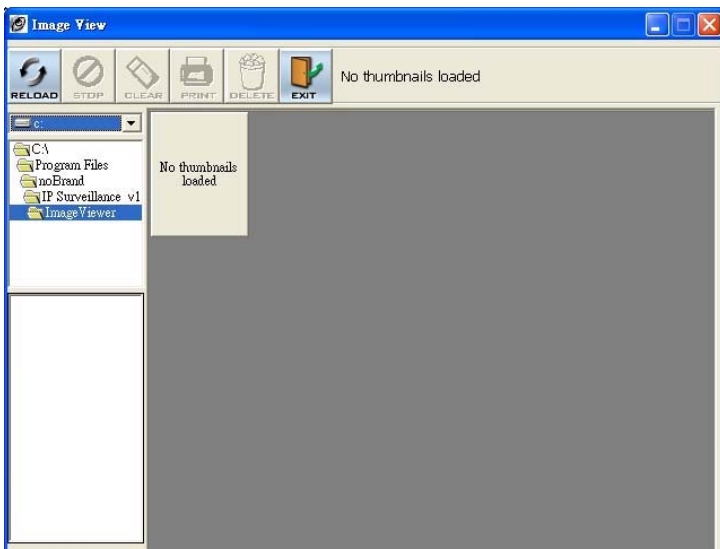 Image View
RELOAD STOP CLEAR PRINT DELETE EXIT No thumbnails loaded
c:
C:\
Program Files
noBrand
IP Surveillance v1
ImageViewer
No thumbnails
loaded